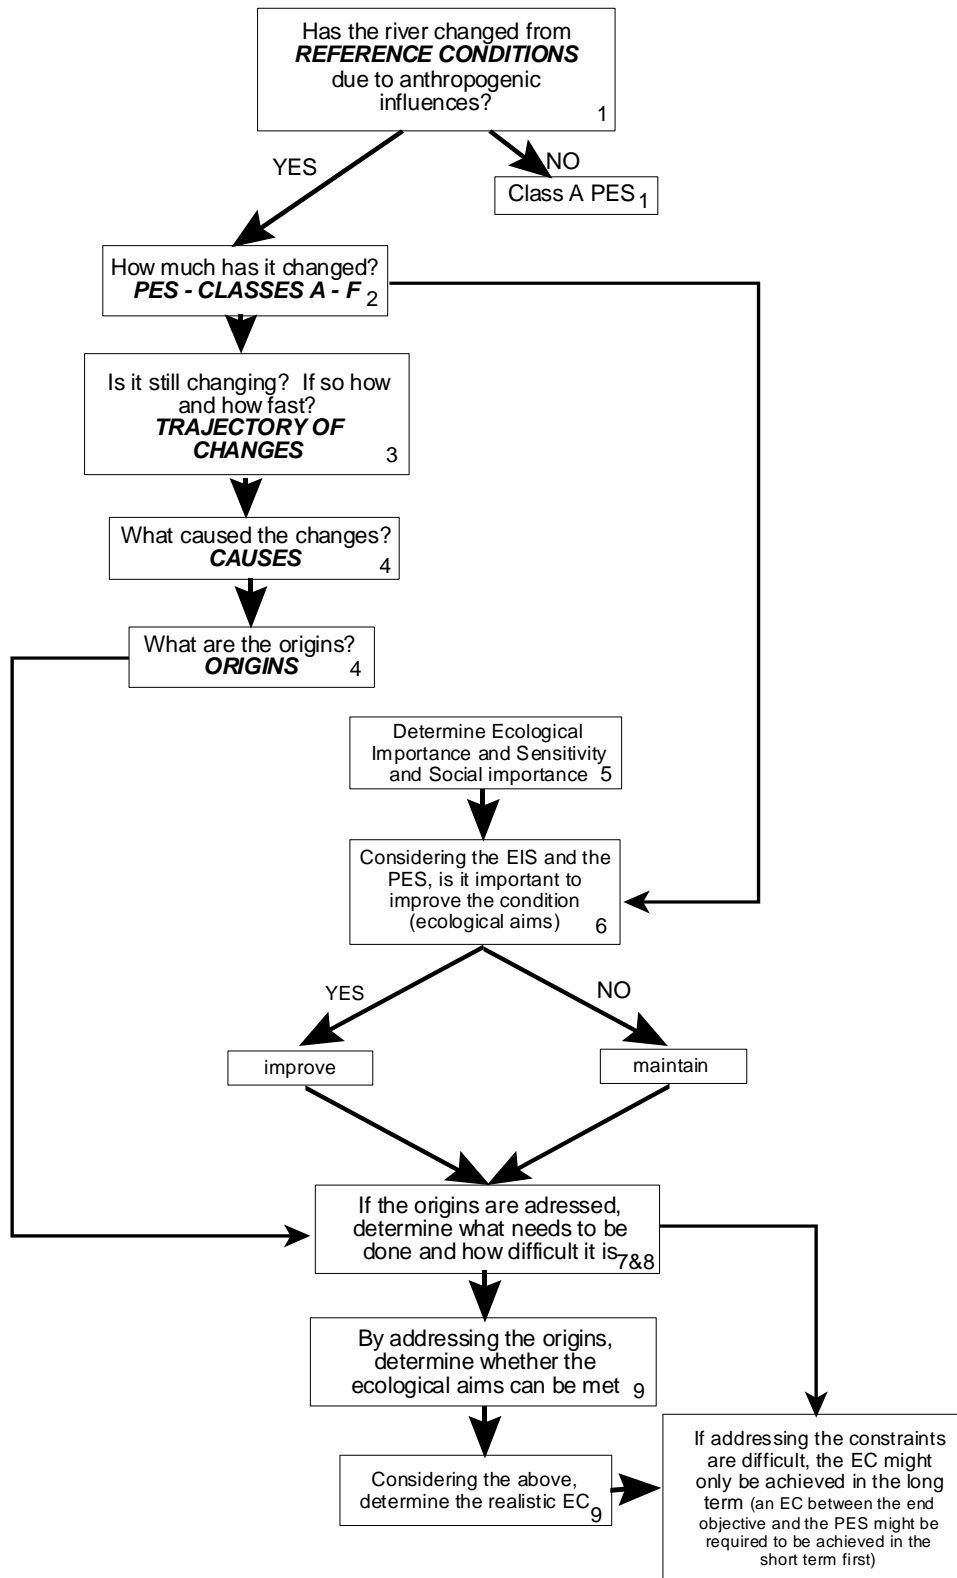 Has the river changed from
REFERENCE CONDITIONS
due to anthropogenic
influences?
1
YES
NO
Class A PES 1
How much has it changed?
PES - CLASSES A - F 2
Is it still changing? If so how
and how fast?
TRAJECTORY OF
CHANGES
3
What caused the changes?
CAUSES
4
What are the origins?
ORIGINS
4
Determine Ecological
Importance and Sensitivity
and Social importance 5
Considering the EIS and the
PES, is it important to
improve the condition
(ecological aims)
6
YES
NO
improve
maintain
If the origins are adressed,
determine what needs to be
done and how difficult it is 7&8
By addressing the origins,
determine whether the
ecological aims can be met 9
Considering the above,
determine the realistic EC
9
If addressing the constraints
are difficult, the EC might
only be achieved in the long
term (an EC between the end
objective and the PES might be
required to be achieved in the
short term first)